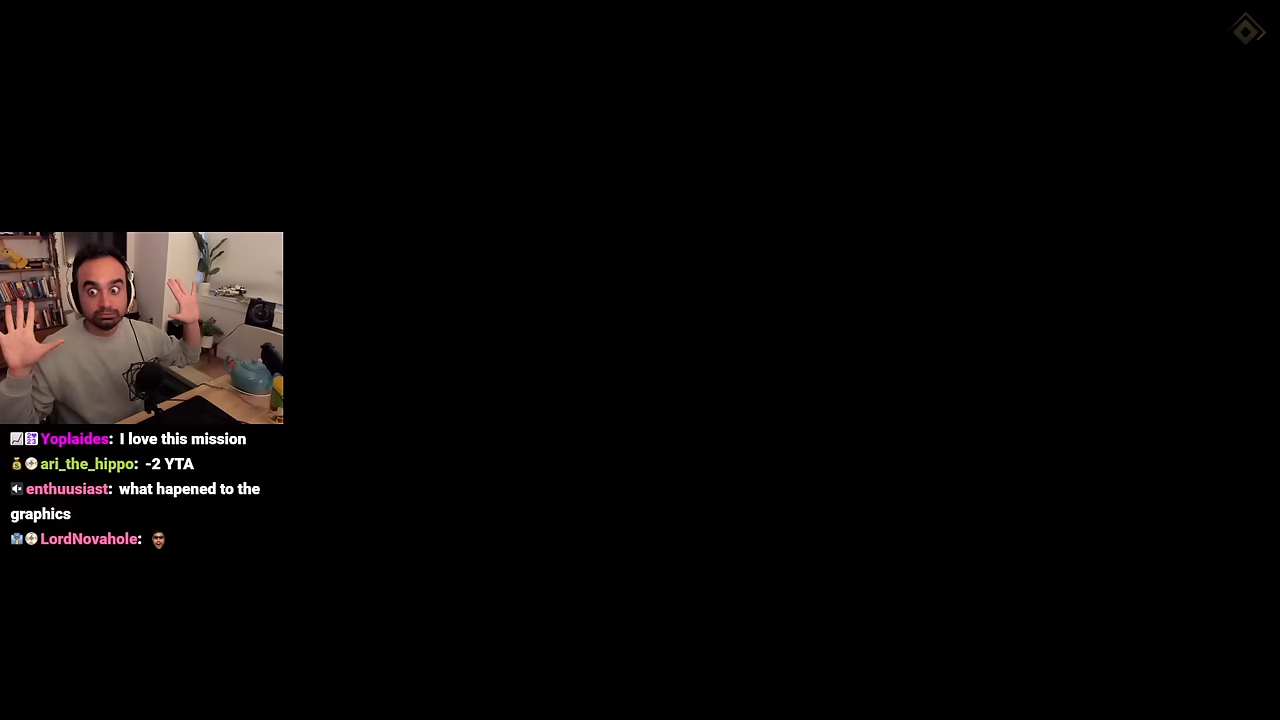 Yoplaides: I love this mission
ari_the_hippo: -2 YTA
enthuusiast: what hapened to the
graphics
LordNovahole: